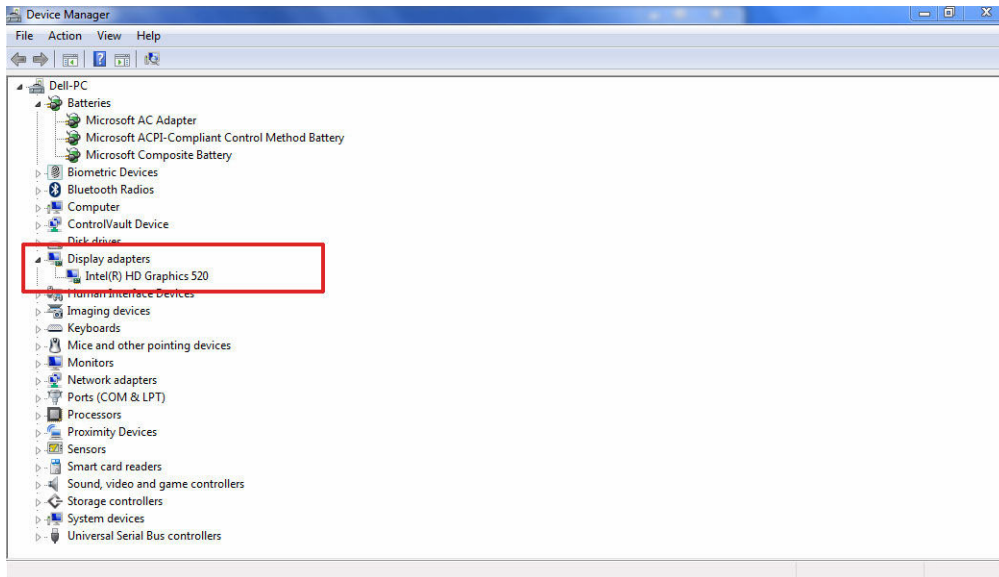 Device Manager
File Action View Help
Dell-PC
Batteries
Microsoft AC Adapter
Microsoft ACPI-Compliant Control Method Battery
Microsoft Composite Battery
Biometric Devices
Bluetooth Radios
Computer
ControlVault Device
Disk drives
Display adapters
Intel(R) HD Graphics 520
Human Interface Devices
Imaging devices
Keyboards
Mice and other pointing devices
Monitors
Network adapters
Ports (COM & LPT)
Processors
Proximity Devices
Sensors
Smart card readers
Sound, video and game controllers
Storage controllers
System devices
Universal Serial Bus controllers